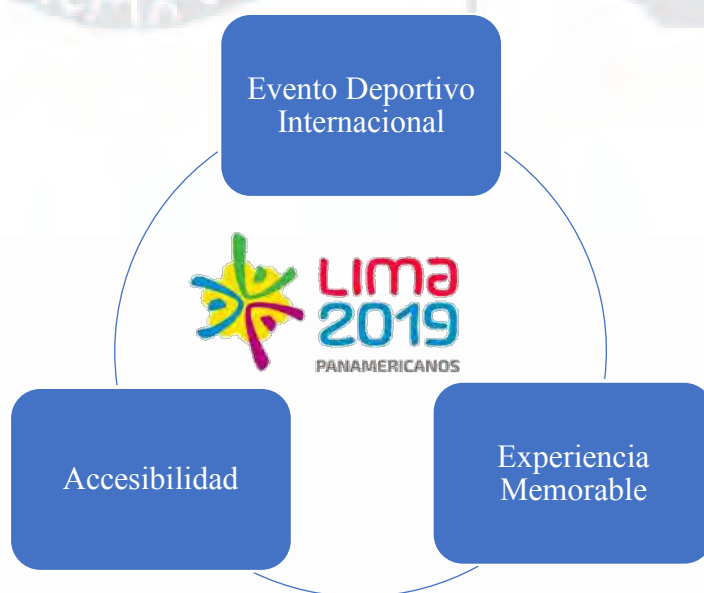 Evento Deportivo
Internacional
LIMA
2019
PANAMERICANOS
Accesibilidad
Experiencia
Memorable